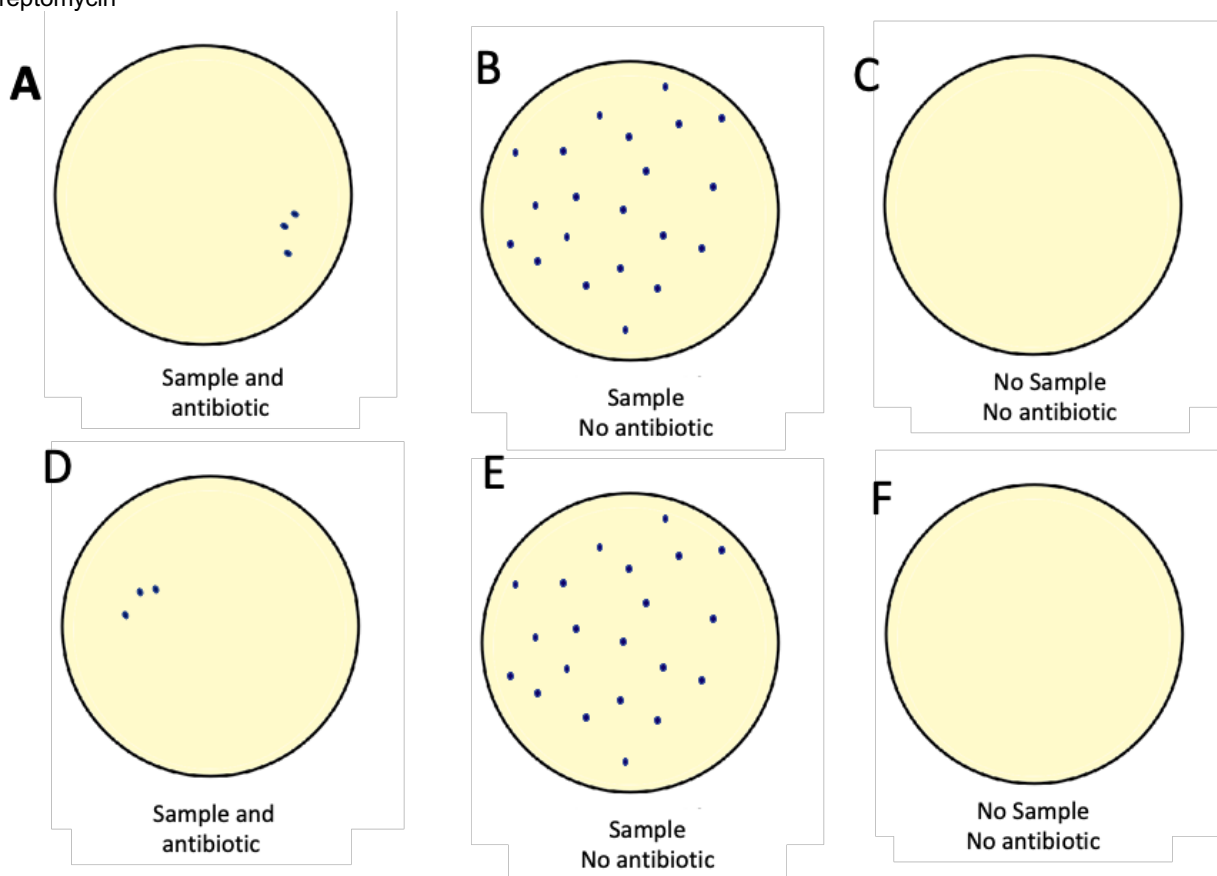 reptomycin
A
B
C
Sample and
antibiotic
Sample
No antibiotic
No Sample
No antibiotic
D
E
F
Sample and
antibiotic
Sample
No antibiotic
No Sample
No antibiotic